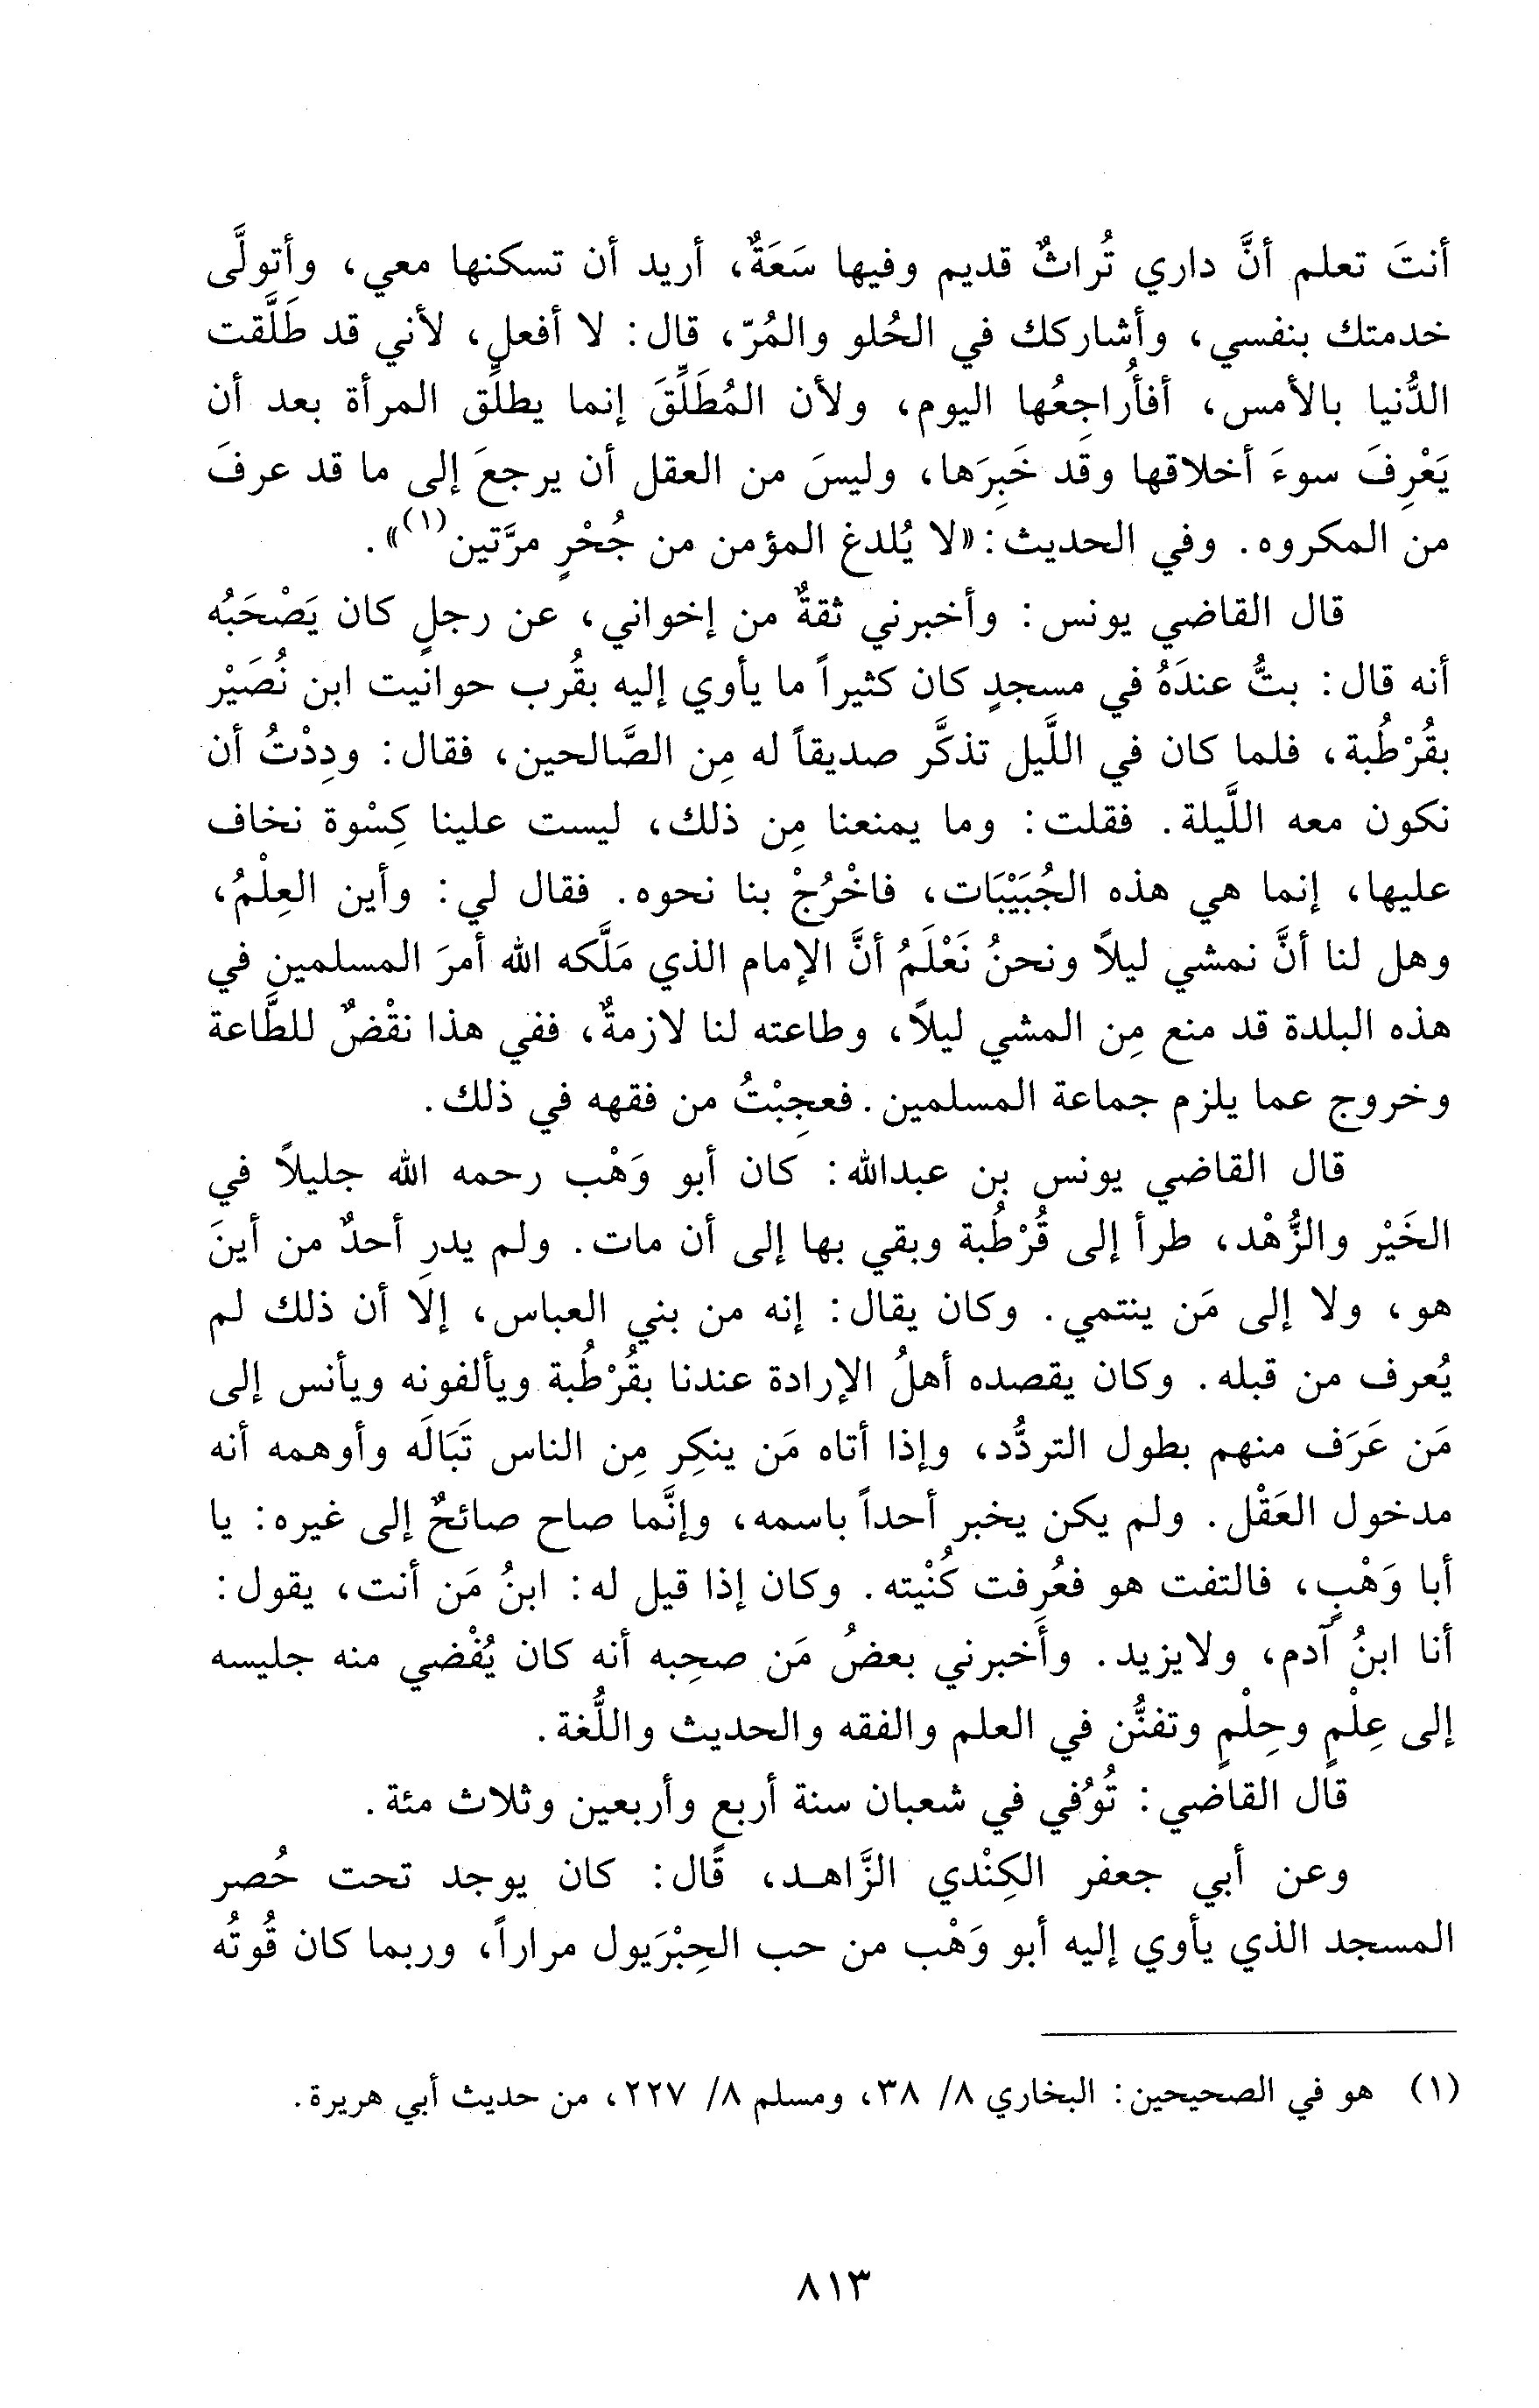 أنتَ تعلم أنَّ داري تُراثٌ قديم وفيها سَعَةٌ، أريد أن تسكنها معي، وأتولَّى
خدمتك بنفسي، وأشاركك في الحُلو والمُرّ، قال: لا أفعل، لأني قد طَلَّقت
الدُّنيا بالأمس، أفأُراجِعُها اليوم، ولأن المُطَلِّقَ إنما يطلِّق المرأة بعد أن
يَعْرِفَ سوءَ أخلاقها وقد خَبِرَها، وليسَ من العقل أن يرجعَ إلى ما قد عرفَ
من المكروه. وفي الحديث: «لا يُلدغ المؤمن من جُحْرٍ مرَّتين(١)».
قال القاضي يونس: وأخبرني ثقةٌ من إخواني، عن رجلٍ كان يَصْحَبُه
أنه قال: بتُّ عندَهُ في مسجدٍ كان كثيراً ما يأوي إليه بقُرب حوانيت ابن نُصَيْر
بقُرْطُبة، فلما كان في اللَّيل تذكَّر صديقاً له مِن الصَّالحين، فقال: ودِدْتُ أن
نكون معه اللَّيلة. فقلت: وما يمنعنا مِن ذلك، ليست علينا كِسْوة نخاف
عليها، إنما هي هذه الجُبَيْبَات، فاخْرُجْ بنا نحوه. فقال لي: وأين العِلْمُ،
وهل لنا أنَّ نمشي ليلاً ونحنُ نَعْلَمُ أنَّ الإمام الذي مَلَّكه الله أمرَ المسلمين في
هذه البلدة قد منع مِن المشي ليلاً، وطاعته لنا لازمةٌ، ففي هذا نقْضٌ للطَّاعة
وخروج عما يلزم جماعة المسلمين. فعجِبْتُ من فقهه في ذلك.
قال القاضي يونس بن عبدالله: كان أبو وَهْب رحمه الله جليلاً في
الخَيْر والزُّهْد، طرأ إلى قُرْطُبة وبقي بها إلى أن مات. ولم يدرِ أحدٌ من أينَ
هو، ولا إلى مَن ينتمي. وكان يقال: إنه من بني العباس، إلا أن ذلك لم
يُعرف من قبله. وكان يقصده أهلُ الإرادة عندنا بقُرْطُبة ويألفونه ويأنس إلى
مَن عَرَف منهم بطول التردُّد، وإذا أتاه مَن ينكِر مِن الناس تَبَالَه وأوهمه أنه
مدخول العَقْل. ولم يكن يخبر أحداً باسمه، وإنَّما صاح صائحٌ إلى غيره: يا
أبا وَهْبٍ، فالتفت هو فعُرِفت كُنْيته. وكان إذا قيل له: ابنُ مَن أنت، يقول:
أنا ابنُ آدم، ولايزيد. وأَخبرني بعضُ مَن صحِبه أنه كان يُفْضي منه جليسه
إلى عِلْمٍ وحِلْمٍ وتفنُّن في العلم والفقه والحديث واللُّغة.
قال القاضي: تُوُفي في شعبان سنة أربع وأربعين وثلاث مئة.
وعن أبي جعفر الكِنْدي الزَّاهد، قال: كان يوجد تحت حُصر
المسجد الذي يأوي إليه أبو وَهْب من حب الحِبْرَيول مراراً، وربما كان قُوتُه
(١) هو في الصحيحين: البخاري ٨/ ٣٨، ومسلم ٨/ ٢٢٧، من حديث أبي هريرة.
٨١٣